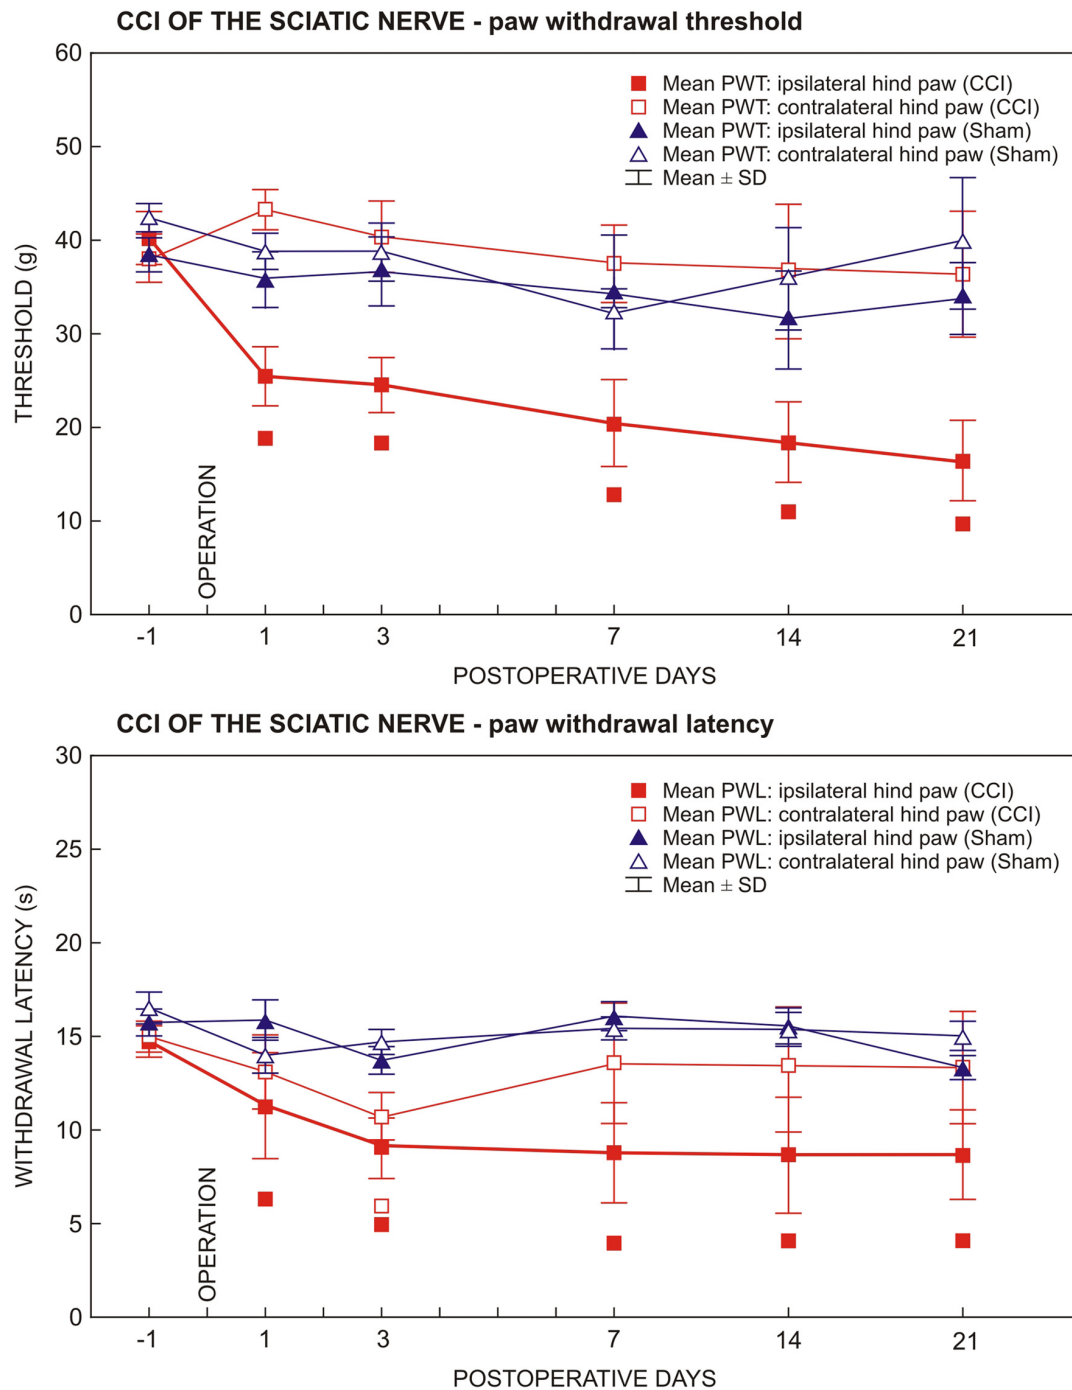 CCI OF THE SCIATIC NERVE - paw withdrawal threshold
60
50
40
30
20
10
0
THRESHOLD (g)
Mean PWT: ipsilateral hind paw (CCI)
Mean PWT: contralateral hind paw (CCI)
Mean PWT: ipsilateral hind paw (Sham)
Mean PWT: contralateral hind paw (Sham)
Mean ± SD
OPERATION
-1 1 3 7 14 21
POSTOPERATIVE DAYS
CCI OF THE SCIATIC NERVE - paw withdrawal latency
30
25
20
15
10
5
0
WITHDRAWAL LATENCY (s)
Mean PWL: ipsilateral hind paw (CCI)
Mean PWL: contralateral hind paw (CCI)
Mean PWL: ipsilateral hind paw (Sham)
Mean PWL: contralateral hind paw (Sham)
Mean ± SD
OPERATION
-1 1 3 7 14 21
POSTOPERATIVE DAYS